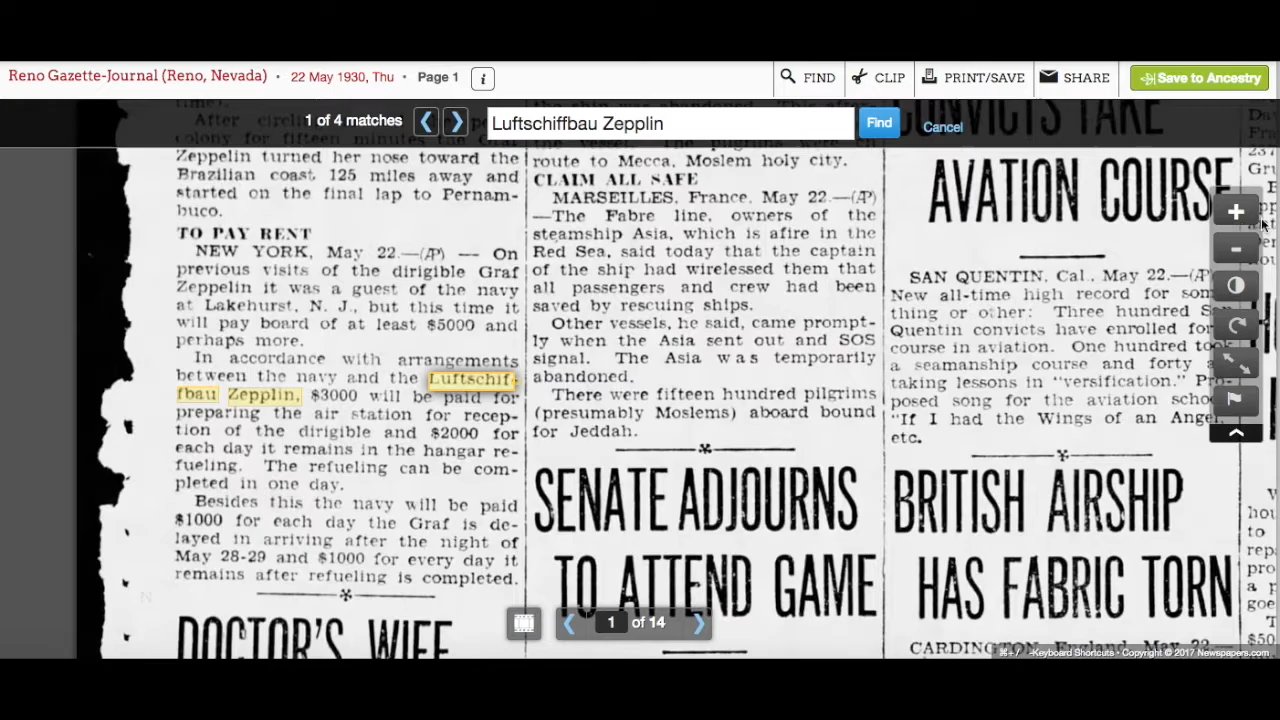 Reno Gazette-Journal (Reno, Nevada) · 22 May 1930, Thu · Page 1
FIND
CLIP
PRINT/SAVE
SHARE
Save to Ancestry
1 of 4 matches
Luftschiffbau Zepplin
Find
Cancel
After
colony for fifteen minutes the Graf
Zeppelin turned her nose toward the
Brazilian coast 125 miles away and
started on the final lap to Pernam-
buco.
TO PAY RENT
NEW YORK, May 22.—(AP) — On
previous visits of the dirigible Graf
Zeppelin it was a guest of the navy
at Lakehurst, N. J., but this time it
will pay board of at least $5000 and
perhaps more.
In accordance with arrangements
between the navy and the Luftschif-
fbau Zepplin, $3000 will be paid for
preparing the air station for recep-
tion of the dirigible and $2000 for
each day it remains in the hangar re-
fueling. The refueling can be com-
pleted in one day.
Besides this the navy will be paid
$1000 for each day the Graf is de-
layed in arriving after the night of
May 28-29 and $1000 for every day it
remains after refueling is completed.
DOCTOR'S WIFE
route to Mecca, Moslem holy city.
CLAIM ALL SAFE
MARSEILLES, France, May 22.—(AP)
—The Fabre line, owners of the
steamship Asia, which is afire in the
Red Sea, said today that the captain
of the ship had wirelessed them that
all passengers and crew had been
saved by rescuing ships.
Other vessels, he said, came prompt-
ly when the Asia sent out and SOS
signal. The Asia was temporarily
abandoned.
There were fifteen hundred pilgrims
(presumably Moslems) aboard bound
for Jeddah.
SENATE ADJOURNS
TO ATTEND GAME
CONVICTS TAKE
AVATION COURSE
SAN QUENTIN, Cal., May 22.—(AP)
New all-time high record for som
thing or other: Three hundred Sa
Quentin convicts have enrolled for
course in aviation. One hundred took
a seamanship course and forty a
taking lessons in "versification." Pro
posed song for the aviation scho
"If I had the Wings of an Angel,
etc.
BRITISH AIRSHIP
HAS FABRIC TORN
CARDINGTON, England, May 22.—
1 of 14
-Keyboard Shortcuts • Copyright © 2017 Newspapers.com